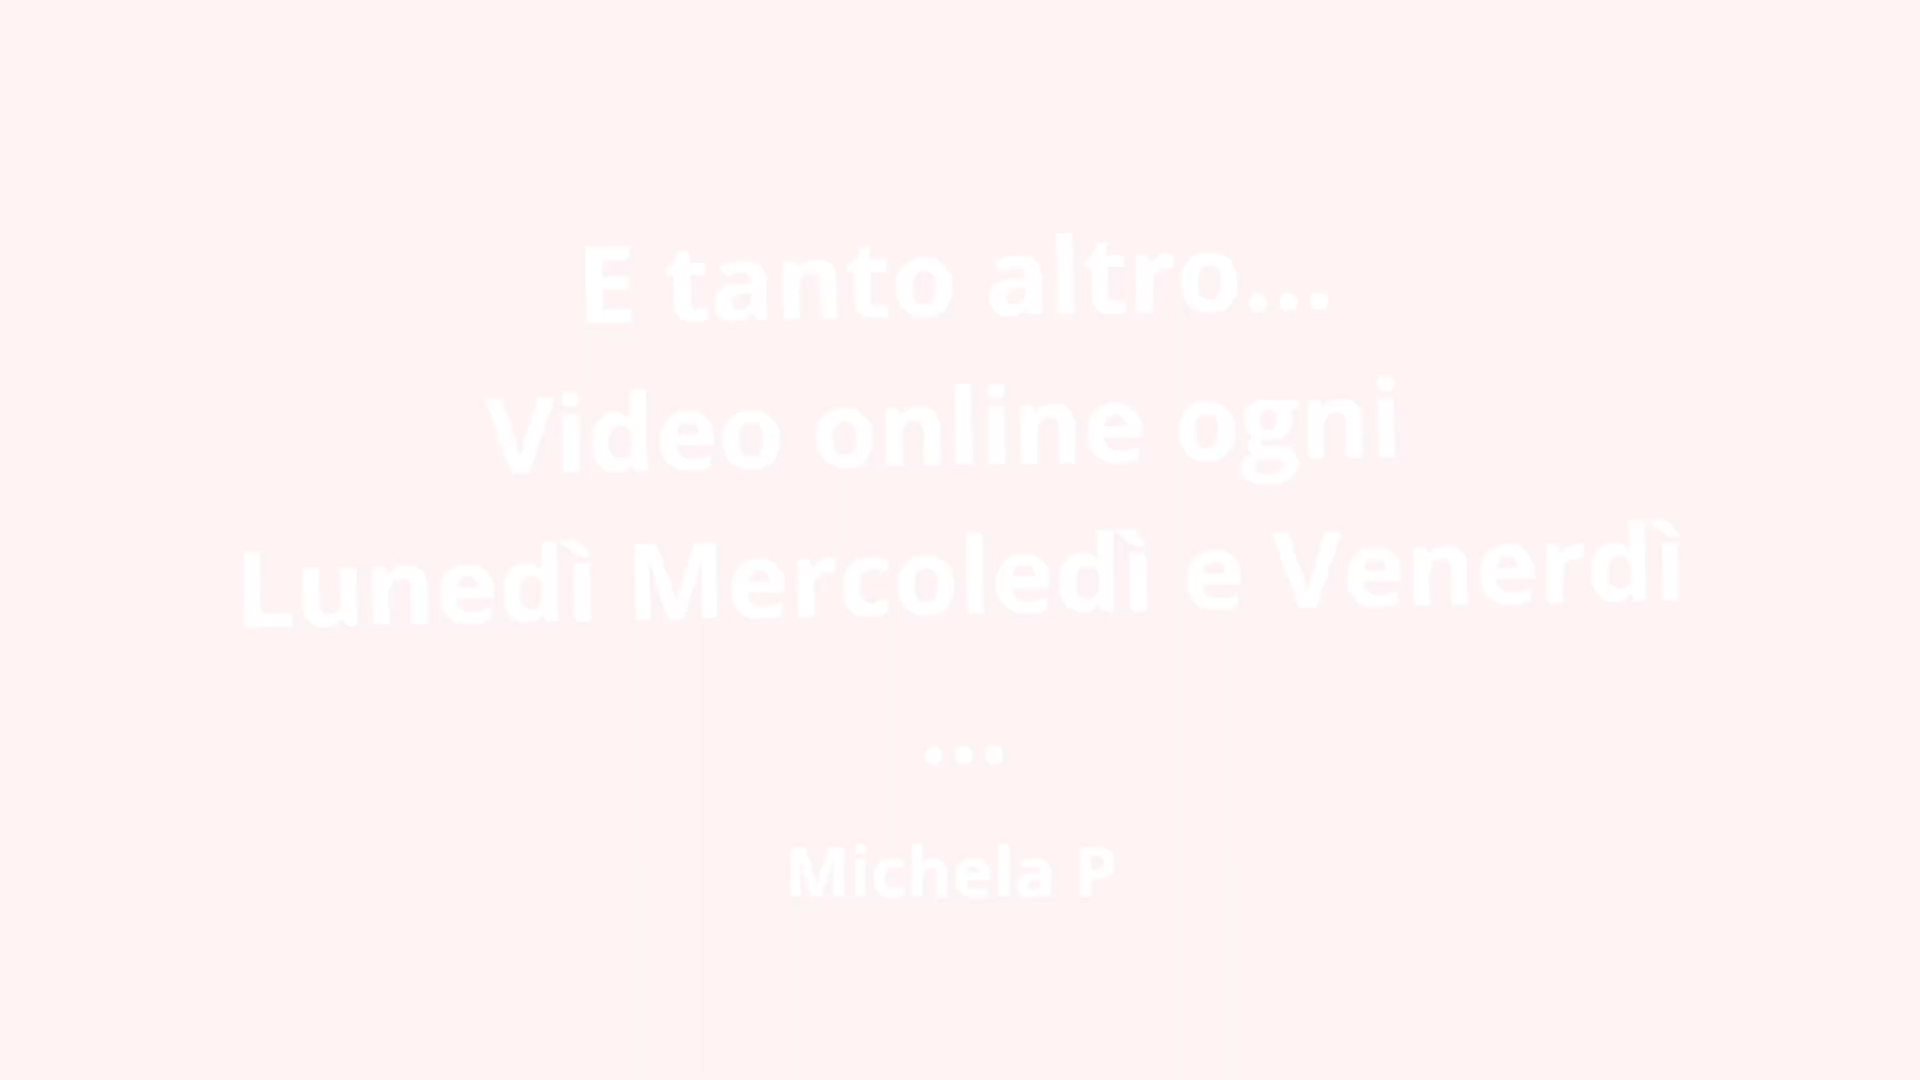 E tanto altro...
Video online ogni
Lunedì Mercoledì e Venerdì
...
Michela P